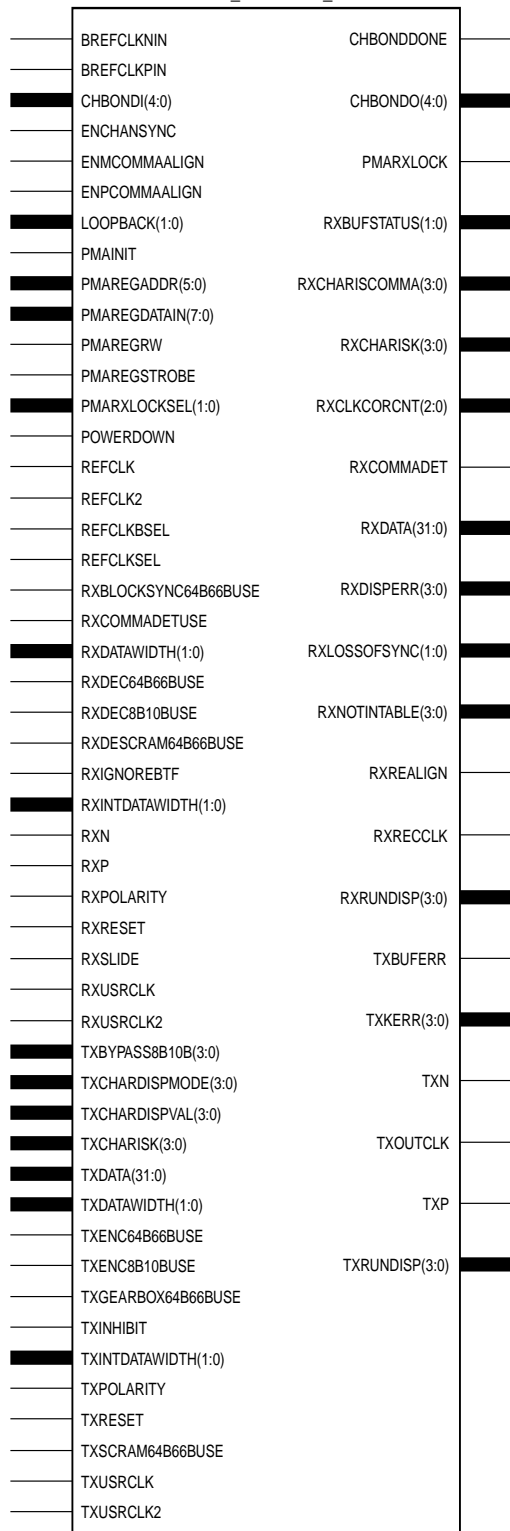 BREFCLKNIN CHBONDDONE
BREFCLKPIN
CHBONDI(4:0) CHBONDO(4:0)
ENCHANSYNC
ENMCOMMAALIGN PMARXLOCK
ENPCOMMAALIGN
LOOPBACK(1:0) RXBUFSTATUS(1:0)
PMAINIT
PMAREGADDR(5:0) RXCHARISCOMMA(3:0)
PMAREGDATAIN(7:0)
PMAREGRW RXCHARISK(3:0)
PMAREGSTROBE
PMARXLOCKSEL(1:0) RXCLKCORCNT(2:0)
POWERDOWN
REFCLK RXCOMMADET
REFCLK2
REFCLKBSEL RXDATA(31:0)
REFCLKSEL
RXBLOCKSYNC64B66BUSE RXDISPERR(3:0)
RXCOMMADETUSE
RXDATAWIDTH(1:0) RXLOSSOFSYNC(1:0)
RXDEC64B66BUSE
RXDEC8B10BUSE RXNOTINTABLE(3:0)
RXDESCRAM64B66BUSE
RXIGNOREBTF RXREALIGN
RXINTDATAWIDTH(1:0)
RXN RXRECCLK
RXP
RXPOLARITY RXRUNDISP(3:0)
RXRESET
RXSLIDE TXBUFERR
RXUSRCLK
RXUSRCLK2 TXKERR(3:0)
TXBYPASS8B10B(3:0)
TXCHARDISPMODE(3:0) TXN
TXCHARDISPVAL(3:0)
TXCHARISK(3:0) TXOUTCLK
TXDATA(31:0)
TXDATAWIDTH(1:0) TXP
TXENC64B66BUSE
TXENC8B10BUSE TXRUNDISP(3:0)
TXGEARBOX64B66BUSE
TXINHIBIT
TXINTDATAWIDTH(1:0)
TXPOLARITY
TXRESET
TXSCRAM64B66BUSE
TXUSRCLK
TXUSRCLK2